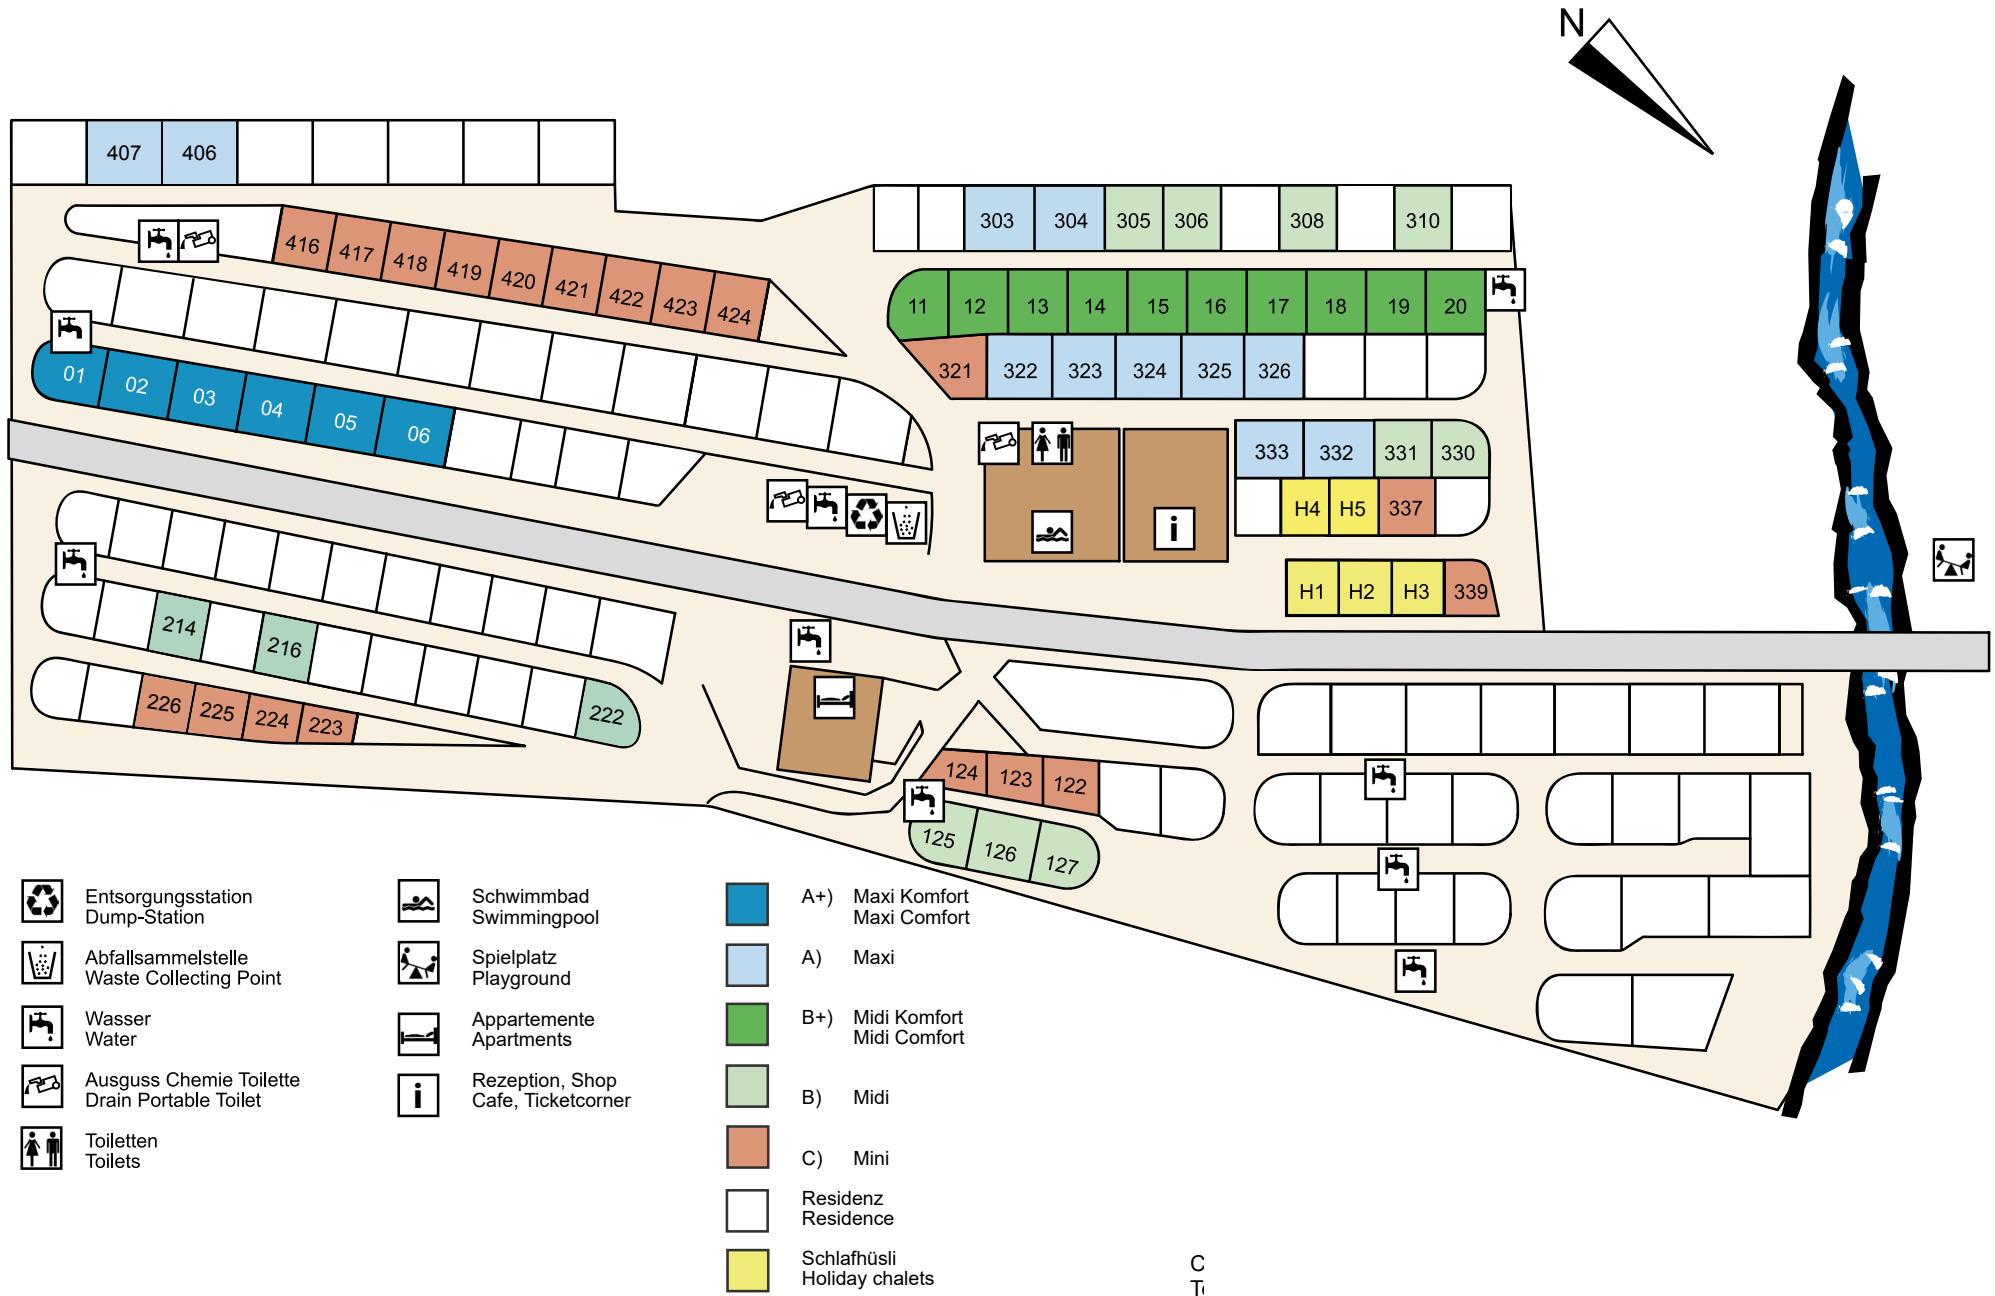 N
407 406
303 304 305 306 308 310
416 417 418 419 420 421 422 423 424
11 12 13 14 15 16 17 18 19 20
321 322 323 324 325 326
01 02 03 04 05 06
333 332 331 330
H4 H5 337
i
H1 H2 H3 339
214 216 222
226 225 224 223
124 123 122
125 126 127
Entsorgungsstation
Dump-Station
Abfallsammelstelle
Waste Collecting Point
Wasser
Water
Ausguss Chemie Toilette
Drain Portable Toilet
Toiletten
Toilets
Schwimmbad
Swimmingpool
Spielplatz
Playground
Appartemente
Apartments
i
Rezeption, Shop
Cafe, Ticketcorner
A+) Maxi Komfort
Maxi Comfort
A) Maxi
B+) Midi Komfort
Midi Comfort
B) Midi
C) Mini
Residenz
Residence
Schlafhüsli
Holiday chalets